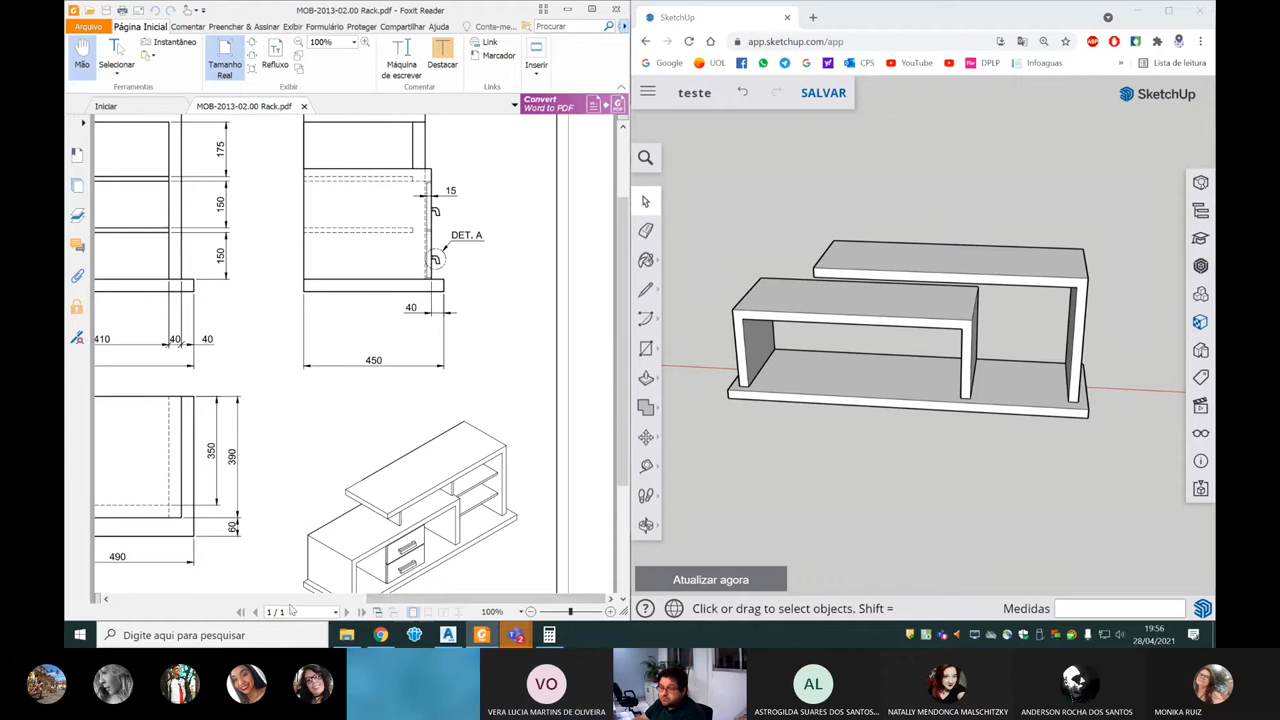 MOB-2013-02.00 Rack.pdf - Foxit Reader
Arquivo Página Inicial Comentar Preencher & Assinar Exibir Formulário Proteger Compartilhar Ajuda Conte-me... Procurar
Mão
Selecionar
Instantâneo
Ferramentas
Tamanho Real
Refluxo
100%
Exibir
Máquina de escrever
Destacar
Comentar
Link
Marcador
Links
Inserir
Iniciar
MOB-2013-02.00 Rack.pdf
Convert
Word to PDF
175
150
150
410
40
40
15
DET. A
40
450
350
390
60
490
1 / 1
100%
SketchUp
app.sketchup.com/app
Google UOL CPS YouTube DPLP Infoaguas » Lista de leitura
teste
SALVAR
SketchUp
Atualizar agora
Click or drag to select objects. Shift =
Medidas
Digite aqui para pesquisar
19:56
28/04/2021
VO
VERA LUCIA MARTINS DE OLIVEIRA
AL
ASTROGILDA SUARES DOS SANTOS...
NATALLY MENDONCA MALSCHITZKY
ANDERSON ROCHA DOS SANTOS
MONIKA RUIZ